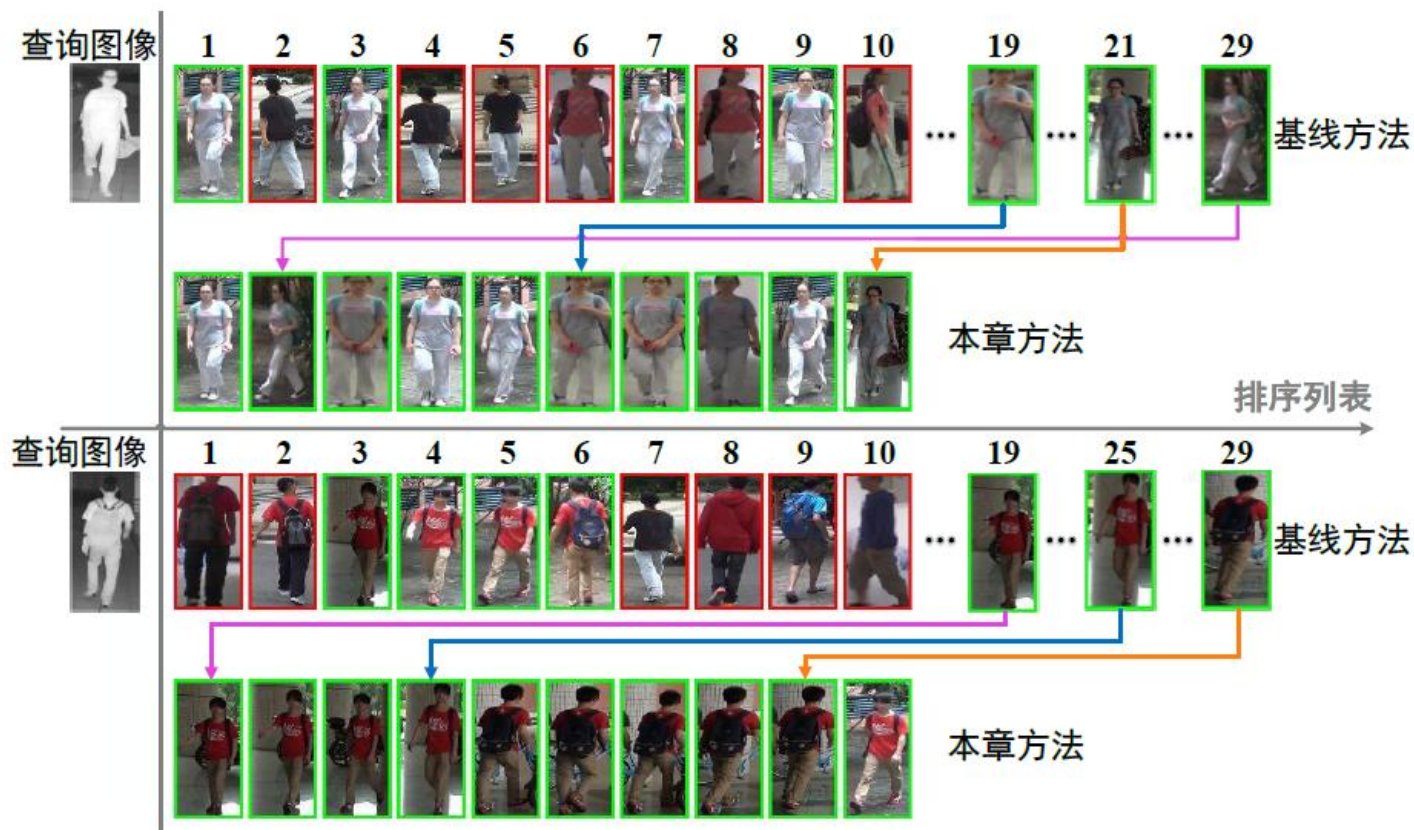 查询图像 1 2 3 4 5 6 7 8 9 10 19 21 29
... ... ... 基线方法
本章方法
排序列表
查询图像 1 2 3 4 5 6 7 8 9 10 19 25 29
... ... ... 基线方法
本章方法